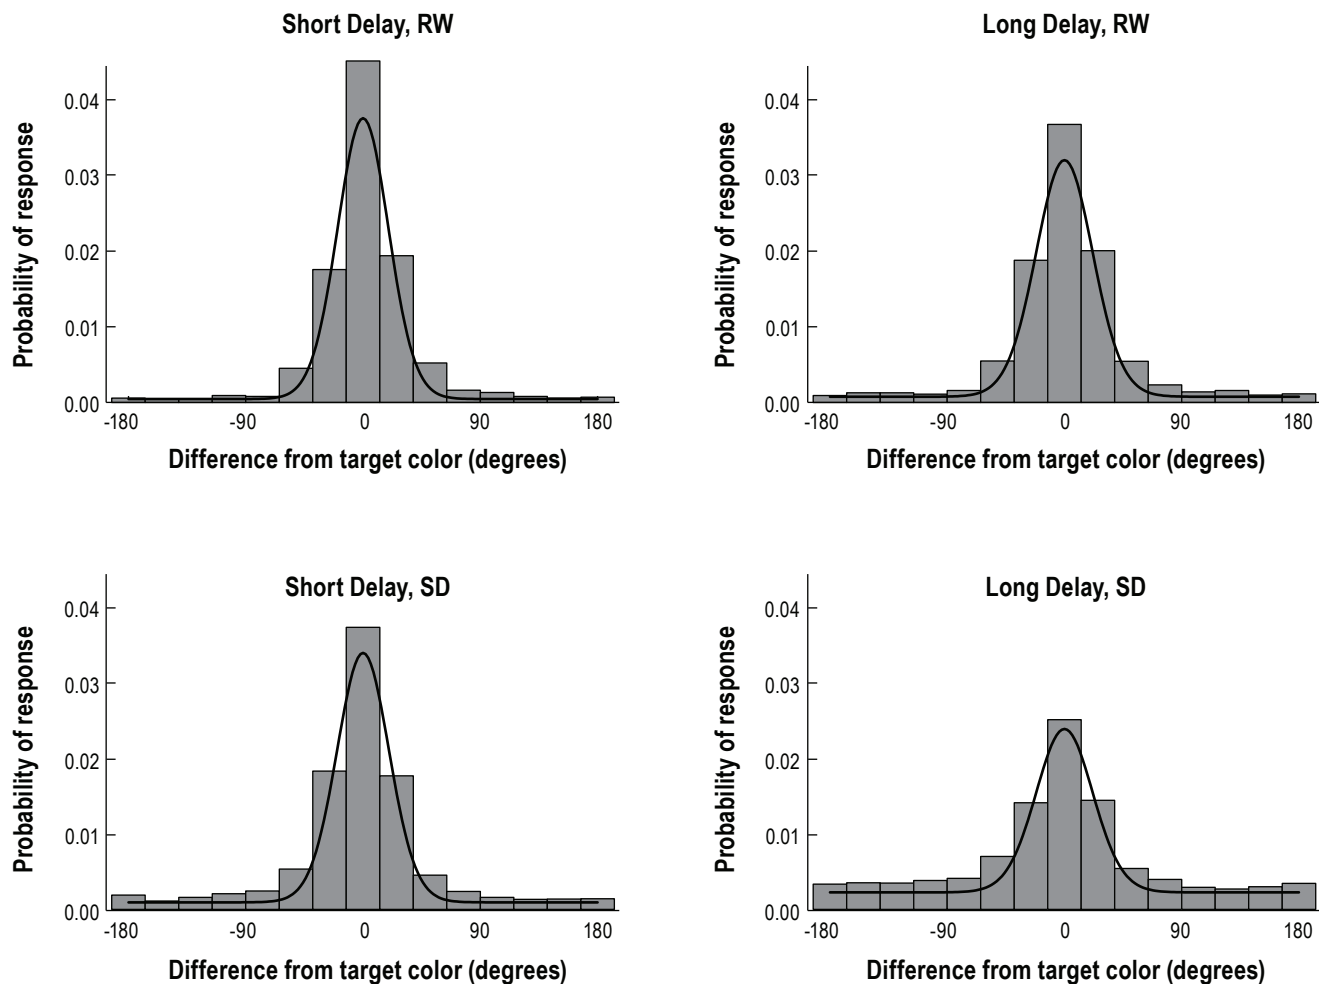 Short Delay, RW
Probability of response
0.04
0.03
0.02
0.01
0.00
-180 -90 0 90 180
Difference from target color (degrees)
Long Delay, RW
Probability of response
0.04
0.03
0.02
0.01
0.00
-180 -90 0 90 180
Difference from target color (degrees)
Short Delay, SD
Probability of response
0.04
0.03
0.02
0.01
0.00
-180 -90 0 90 180
Difference from target color (degrees)
Long Delay, SD
Probability of response
0.04
0.03
0.02
0.01
0.00
-180 -90 0 90 180
Difference from target color (degrees)